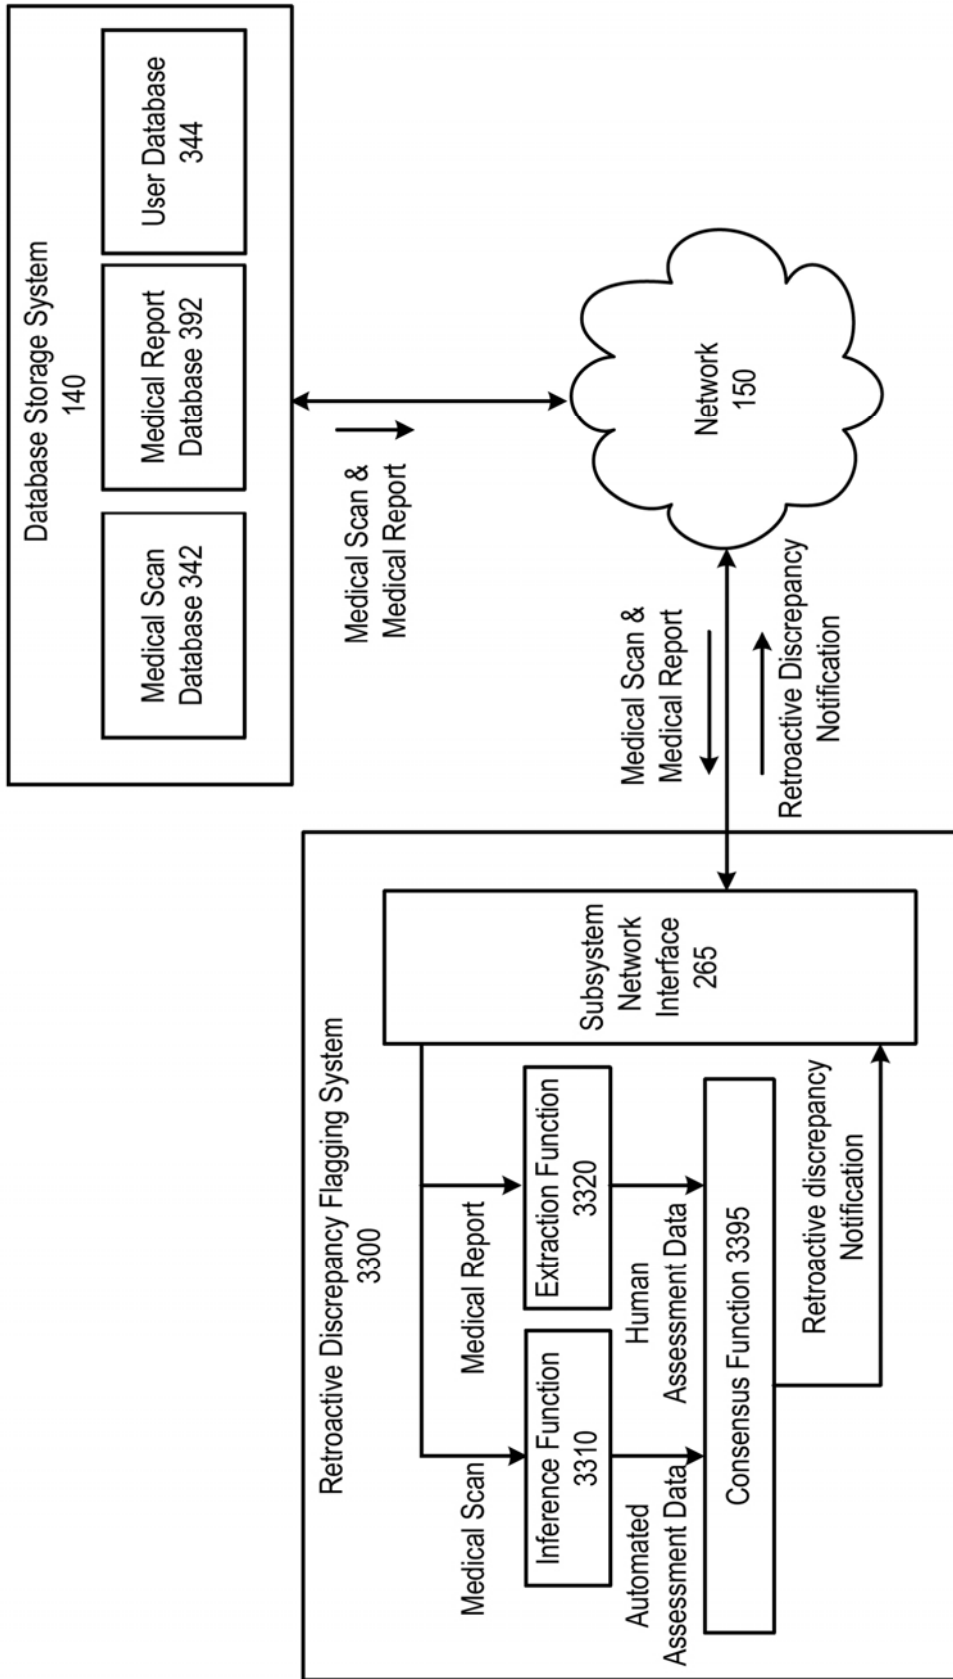 Database Storage System
140
Medical Scan
Database 342
Medical Report
Database 392
User Database
344
Medical Scan &
Medical Report
Network
150
Medical Scan &
Medical Report
Retroactive Discrepancy
Notification
Retroactive Discrepancy Flagging System
3300
Subsystem
Network
Interface
265
Medical Scan
Medical Report
Inference Function
3310
Extraction Function
3320
Automated
Assessment Data
Human
Assessment Data
Consensus Function 3395
Retroactive discrepancy
Notification